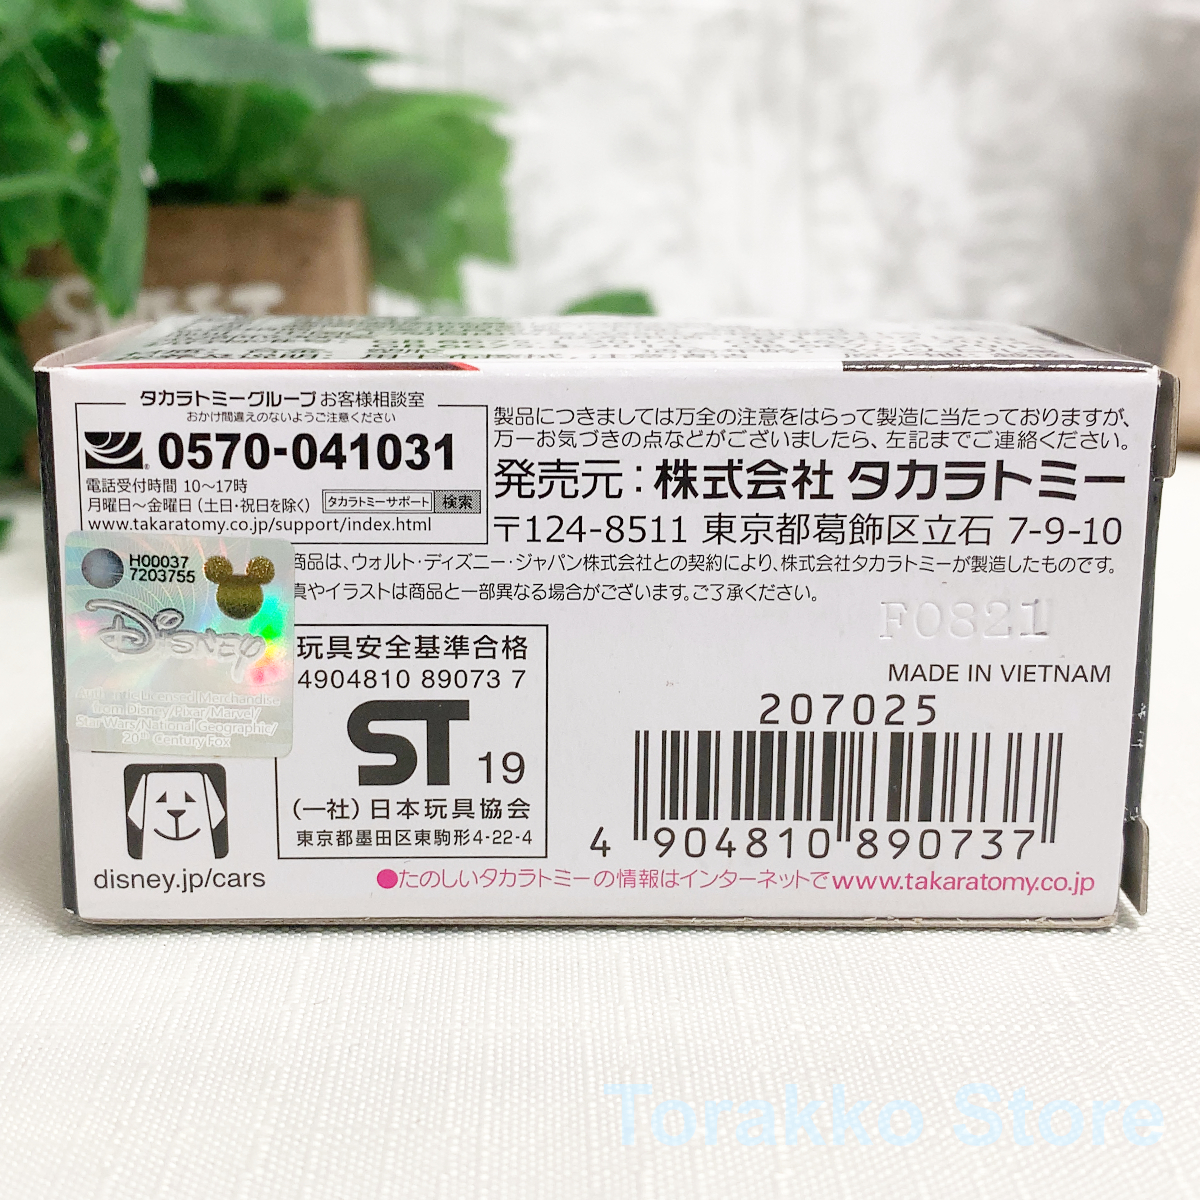 タカラトミーグループ お客様相談室
おかけ間違えのないようご注意ください
0570-041031
電話受付時間 10～17時
月曜日～金曜日(土日・祝日を除く)
タカラトミーサポート 検索
www.takaratomy.co.jp/support/index.html
製品につきましては万全の注意をはらって製造に当たっておりますが、
万一お気づきの点などがございましたら、左記までご連絡ください。
発売元：株式会社 タカラトミー
〒124-8511 東京都葛飾区立石 7-9-10
商品は、ウォルト・ディズニー・ジャパン株式会社との契約により、株式会社タカラトミーが製造したものです。
真やイラストは商品と一部異なる場合がございます。ご了承ください。
H00037
7203755
Disney
Authentic Licensed Merchandise
from Disney/Pixar/Marvel/
Star Wars/National Geographic/
20th Century Fox
玩具安全基準合格
4904810 89073 7
ST 19
(一社)日本玩具協会
東京都墨田区東駒形4-22-4
disney.jp/cars
F0821
MADE IN VIETNAM
207025
4 904810 890737
●たのしいタカラトミーの情報はインターネットで www.takaratomy.co.jp
Torakko Store